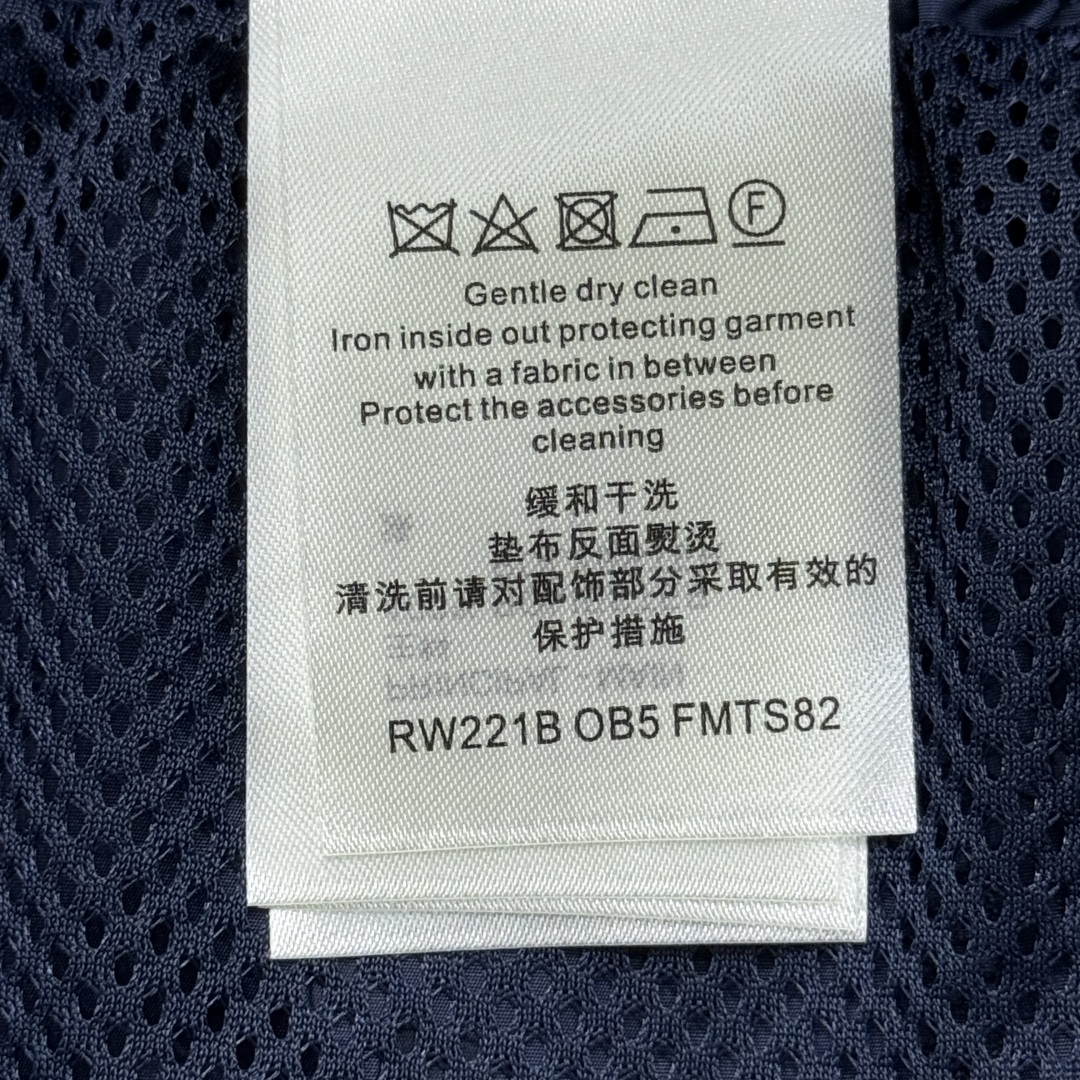 F
Gentle dry clean
Iron inside out protecting garment
with a fabric in between
Protect the accessories before
cleaning
缓和干洗
垫布反面熨烫
清洗前请对配饰部分采取有效的
保护措施
RW221B OB5 FMTS82